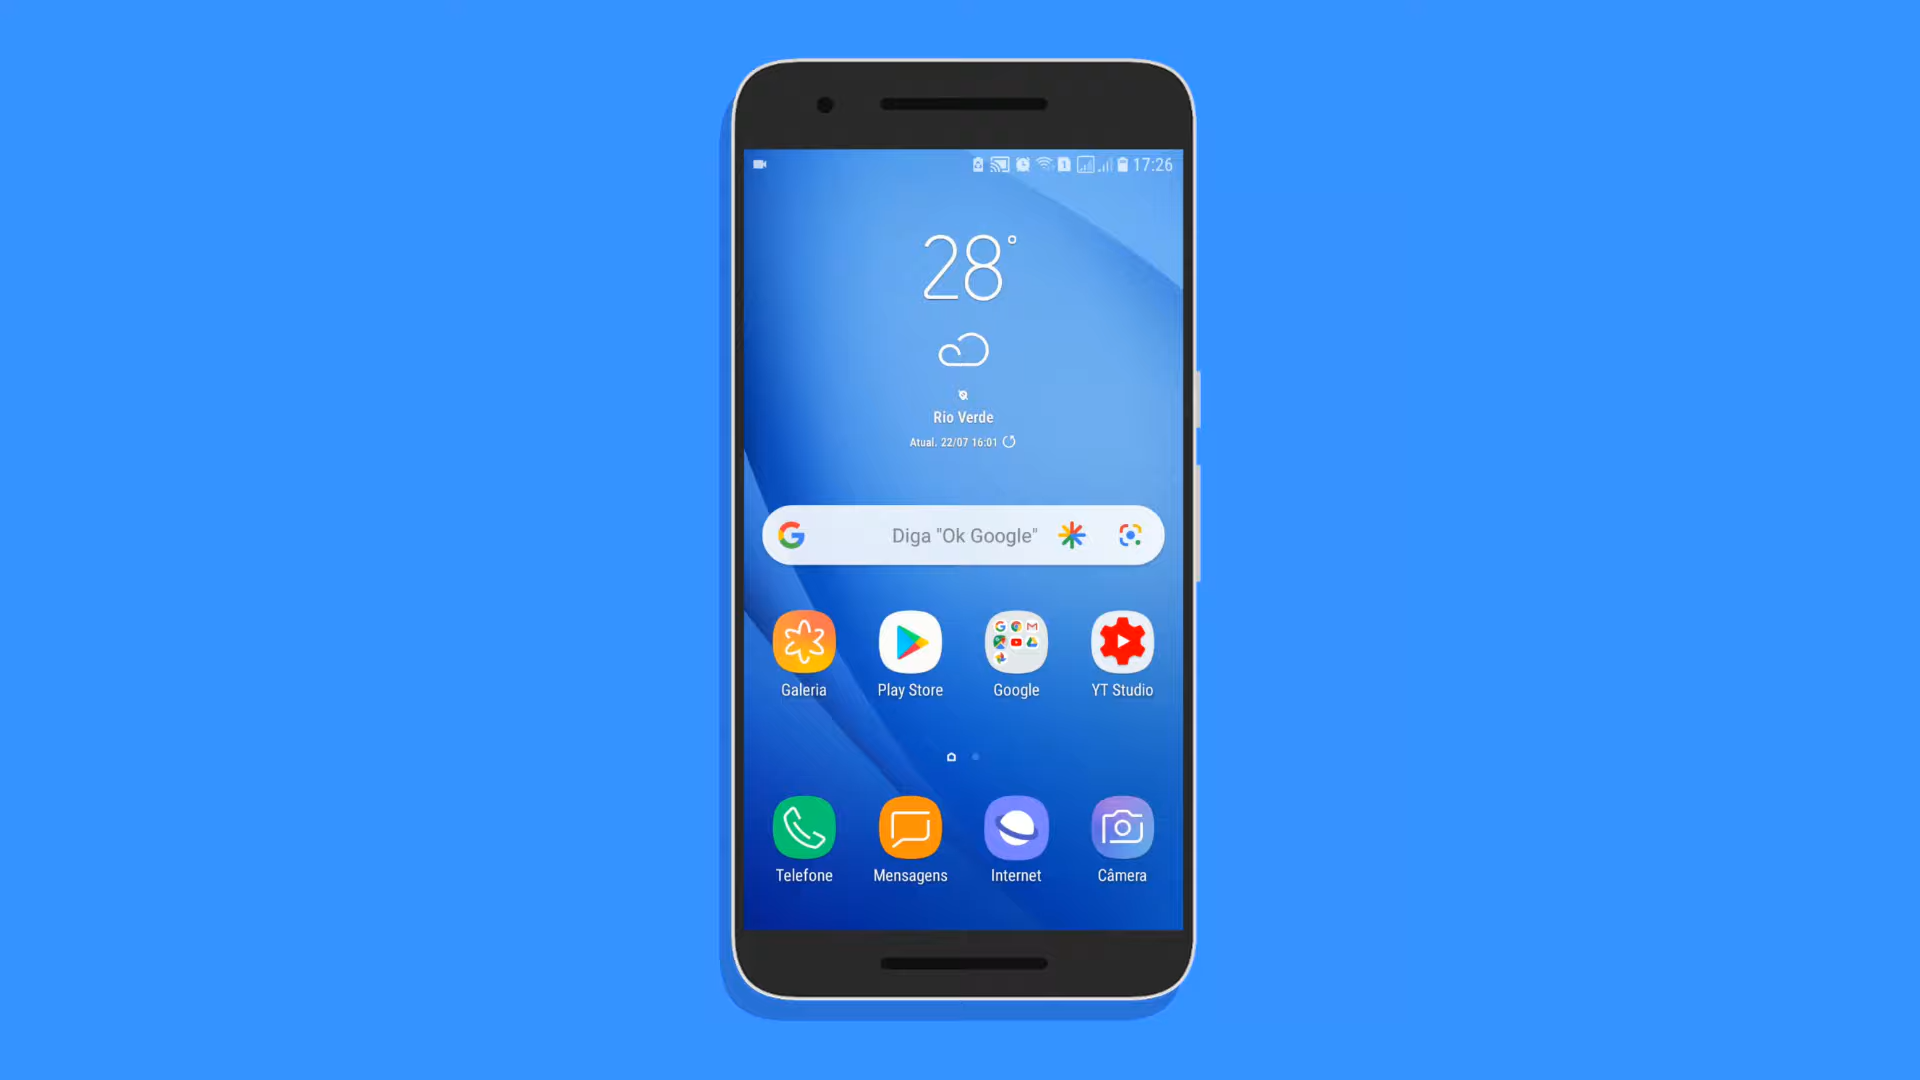 1 17:26
28°
Rio Verde
Atual. 22/07 16:01
Diga "Ok Google"
Galeria
Play Store
Google
YT Studio
Telefone
Mensagens
Internet
Câmera